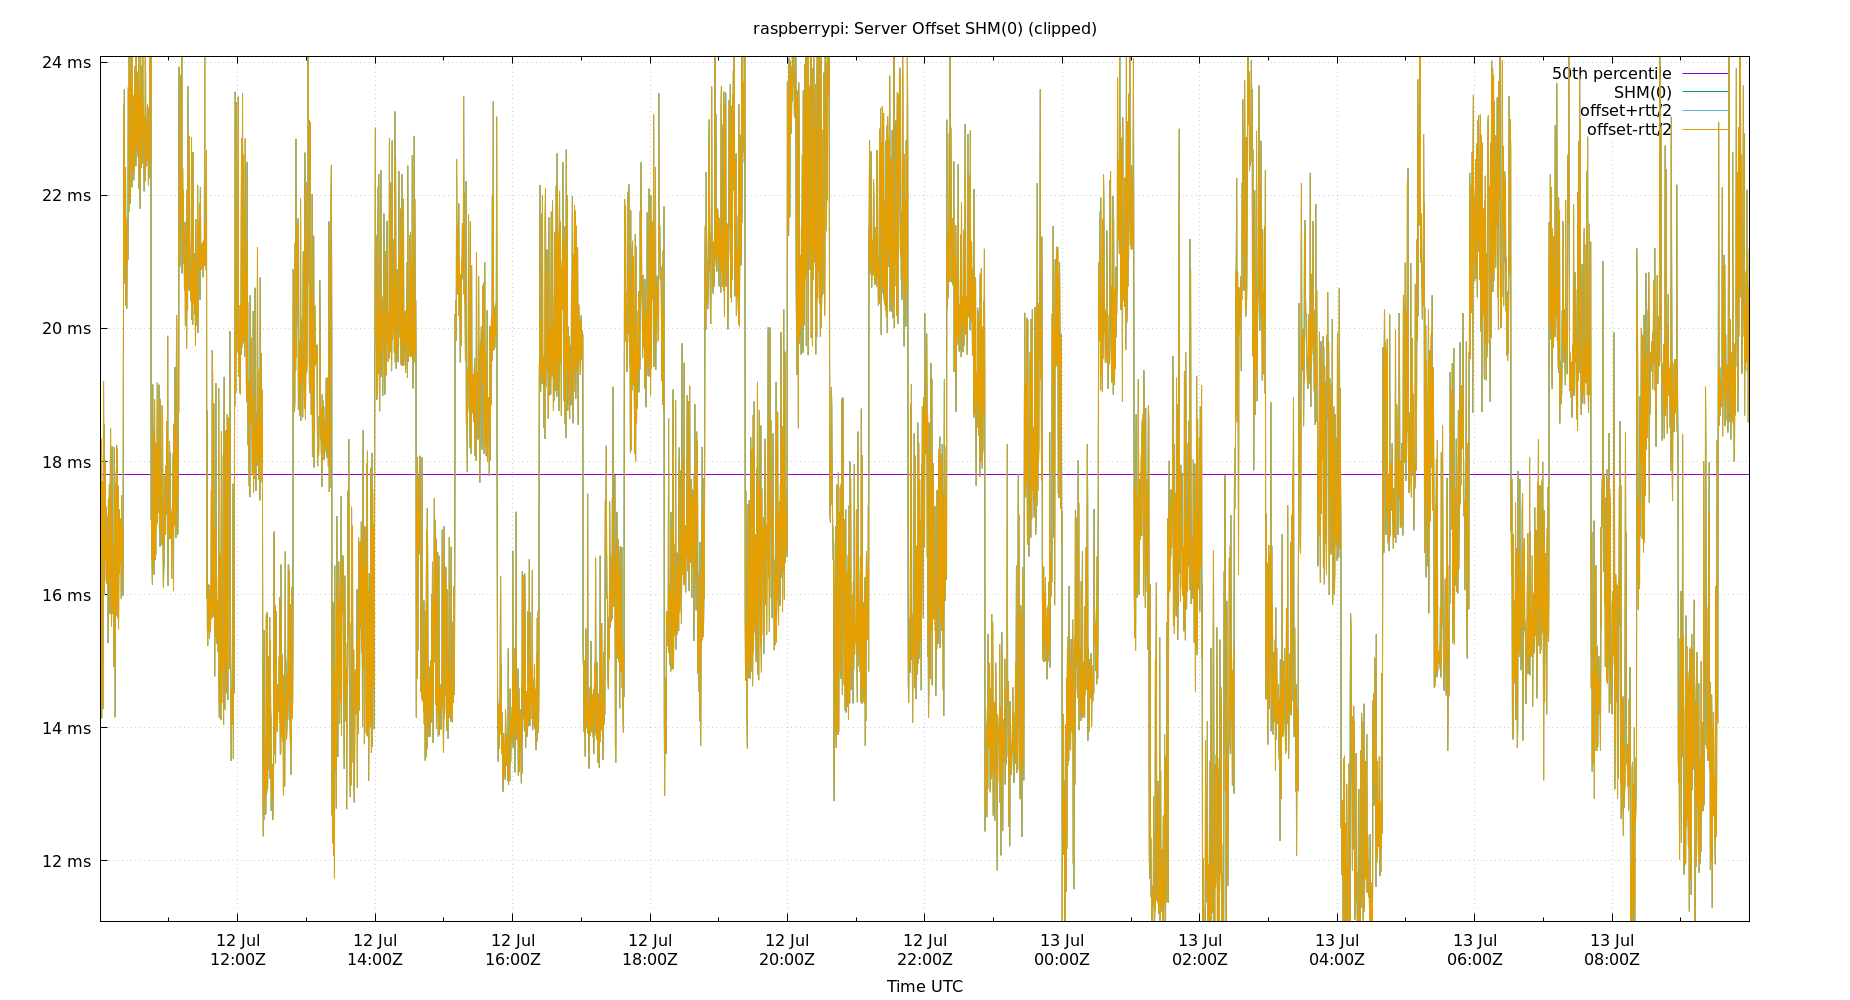 raspberrypi: Server Offset SHM(0) (clipped)
24 ms
22 ms
20 ms
18 ms
16 ms
14 ms
12 ms
50th percentile
SHM(0)
offset+rtt/2
offset-rtt/2
12 Jul
12:00Z
12 Jul
14:00Z
12 Jul
16:00Z
12 Jul
18:00Z
12 Jul
20:00Z
12 Jul
22:00Z
13 Jul
00:00Z
13 Jul
02:00Z
13 Jul
04:00Z
13 Jul
06:00Z
13 Jul
08:00Z
Time UTC